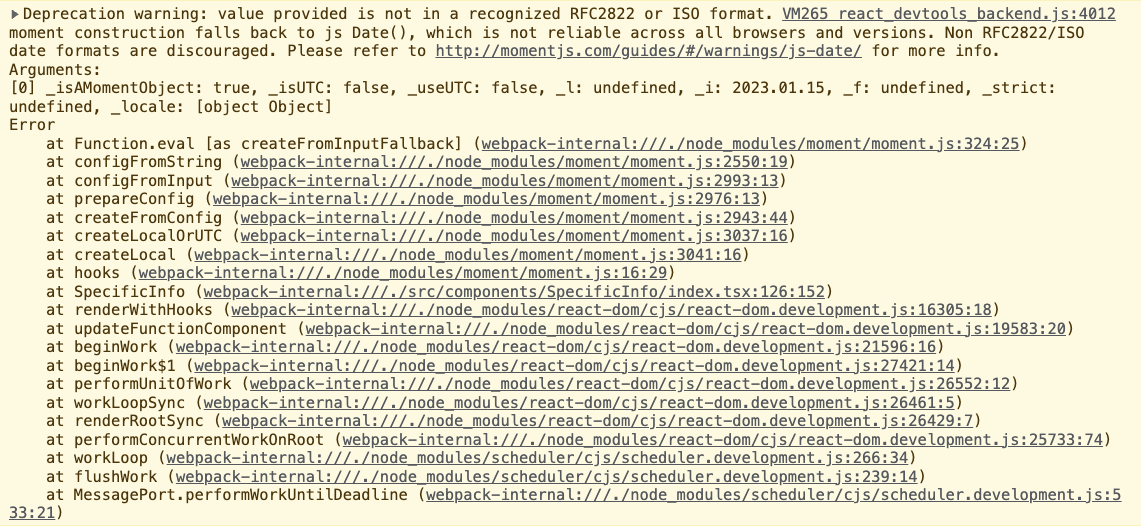 ▶Deprecation warning: value provided is not in a recognized RFC2822 or ISO format. VM265 react_devtools_backend.js:4012
moment construction falls back to js Date(), which is not reliable across all browsers and versions. Non RFC2822/ISO
date formats are discouraged. Please refer to http://momentjs.com/guides/#/warnings/js-date/ for more info.
Arguments:
[0] _isAMomentObject: true, _isUTC: false, _useUTC: false, _l: undefined, _i: 2023.01.15, _f: undefined, _strict:
undefined, _locale: [object Object]
Error
    at Function.eval [as createFromInputFallback] (webpack-internal:///./node_modules/moment/moment.js:324:25)
    at configFromString (webpack-internal:///./node_modules/moment/moment.js:2550:19)
    at configFromInput (webpack-internal:///./node_modules/moment/moment.js:2993:13)
    at prepareConfig (webpack-internal:///./node_modules/moment/moment.js:2976:13)
    at createFromConfig (webpack-internal:///./node_modules/moment/moment.js:2943:44)
    at createLocalOrUTC (webpack-internal:///./node_modules/moment/moment.js:3037:16)
    at createLocal (webpack-internal:///./node_modules/moment/moment.js:3041:16)
    at hooks (webpack-internal:///./node_modules/moment/moment.js:16:29)
    at SpecificInfo (webpack-internal:///./src/components/SpecificInfo/index.tsx:126:152)
    at renderWithHooks (webpack-internal:///./node_modules/react-dom/cjs/react-dom.development.js:16305:18)
    at updateFunctionComponent (webpack-internal:///./node_modules/react-dom/cjs/react-dom.development.js:19583:20)
    at beginWork (webpack-internal:///./node_modules/react-dom/cjs/react-dom.development.js:21596:16)
    at beginWork$1 (webpack-internal:///./node_modules/react-dom/cjs/react-dom.development.js:27421:14)
    at performUnitOfWork (webpack-internal:///./node_modules/react-dom/cjs/react-dom.development.js:26552:12)
    at workLoopSync (webpack-internal:///./node_modules/react-dom/cjs/react-dom.development.js:26461:5)
    at renderRootSync (webpack-internal:///./node_modules/react-dom/cjs/react-dom.development.js:26429:7)
    at performConcurrentWorkOnRoot (webpack-internal:///./node_modules/react-dom/cjs/react-dom.development.js:25733:74)
    at workLoop (webpack-internal:///./node_modules/scheduler/cjs/scheduler.development.js:266:34)
    at flushWork (webpack-internal:///./node_modules/scheduler/cjs/scheduler.development.js:239:14)
    at MessagePort.performWorkUntilDeadline (webpack-internal:///./node_modules/scheduler/cjs/scheduler.development.js:5
33:21)